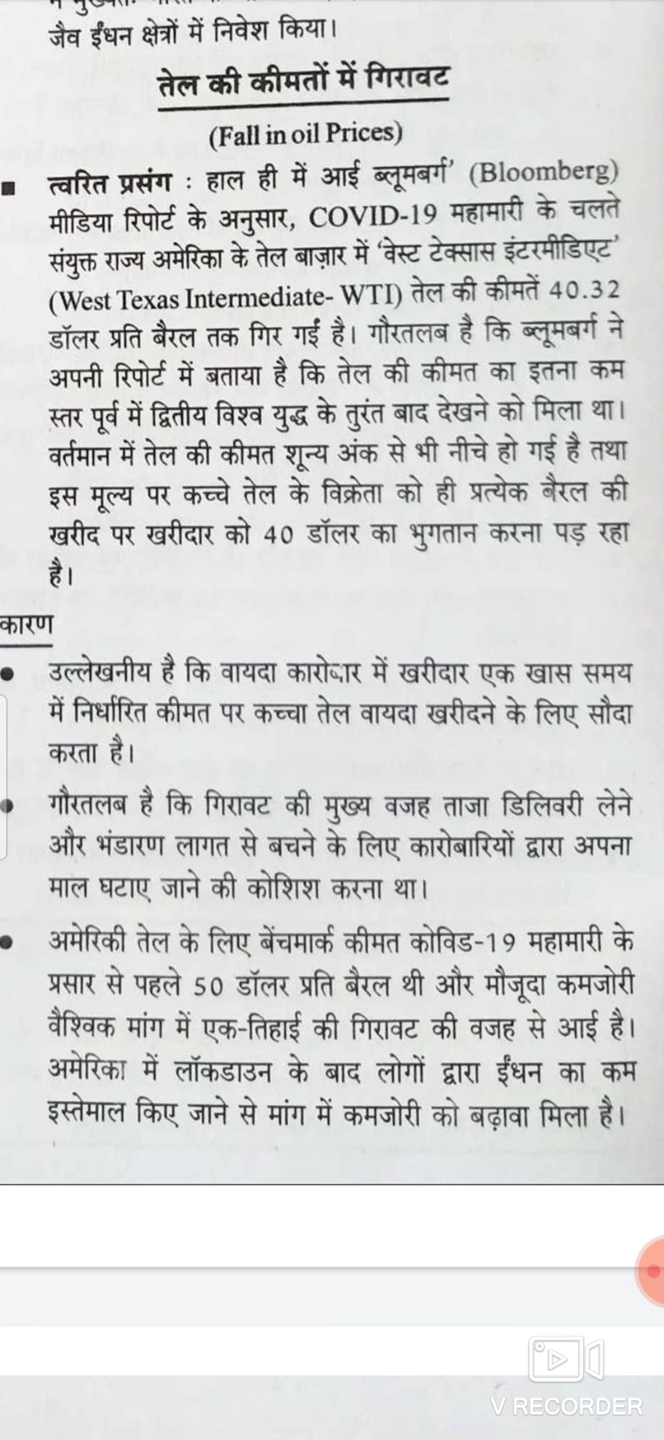 जैव ईंधन क्षेत्रों में निवेश किया।
तेल की कीमतों में गिरावट
(Fall in oil Prices)
त्वरित प्रसंग : हाल ही में आई ब्लूमबर्ग' (Bloomberg)
मीडिया रिपोर्ट के अनुसार, COVID-19 महामारी के चलते
संयुक्त राज्य अमेरिका के तेल बाज़ार में 'वेस्ट टेक्सास इंटरमीडिएट'
(West Texas Intermediate- WTI) तेल की कीमतें 40.32
डॉलर प्रति बैरल तक गिर गईं है। गौरतलब है कि ब्लूमबर्ग ने
अपनी रिपोर्ट में बताया है कि तेल की कीमत का इतना कम
स्तर पूर्व में द्वितीय विश्व युद्ध के तुरंत बाद देखने को मिला था।
वर्तमान में तेल की कीमत शून्य अंक से भी नीचे हो गई है तथा
इस मूल्य पर कच्चे तेल के विक्रेता को ही प्रत्येक बैरल की
खरीद पर खरीदार को 40 डॉलर का भुगतान करना पड़ रहा
है।
कारण
उल्लेखनीय है कि वायदा कारोबार में खरीदार एक खास समय
में निर्धारित कीमत पर कच्चा तेल वायदा खरीदने के लिए सौदा
करता है।
गौरतलब है कि गिरावट की मुख्य वजह ताजा डिलिवरी लेने
और भंडारण लागत से बचने के लिए कारोबारियों द्वारा अपना
माल घटाए जाने की कोशिश करना था।
अमेरिकी तेल के लिए बेंचमार्क कीमत कोविड-19 महामारी के
प्रसार से पहले 50 डॉलर प्रति बैरल थी और मौजूदा कमजोरी
वैश्विक मांग में एक-तिहाई की गिरावट की वजह से आई है।
अमेरिका में लॉकडाउन के बाद लोगों द्वारा ईंधन का कम
इस्तेमाल किए जाने से मांग में कमजोरी को बढ़ावा मिला है।
V RECORDER